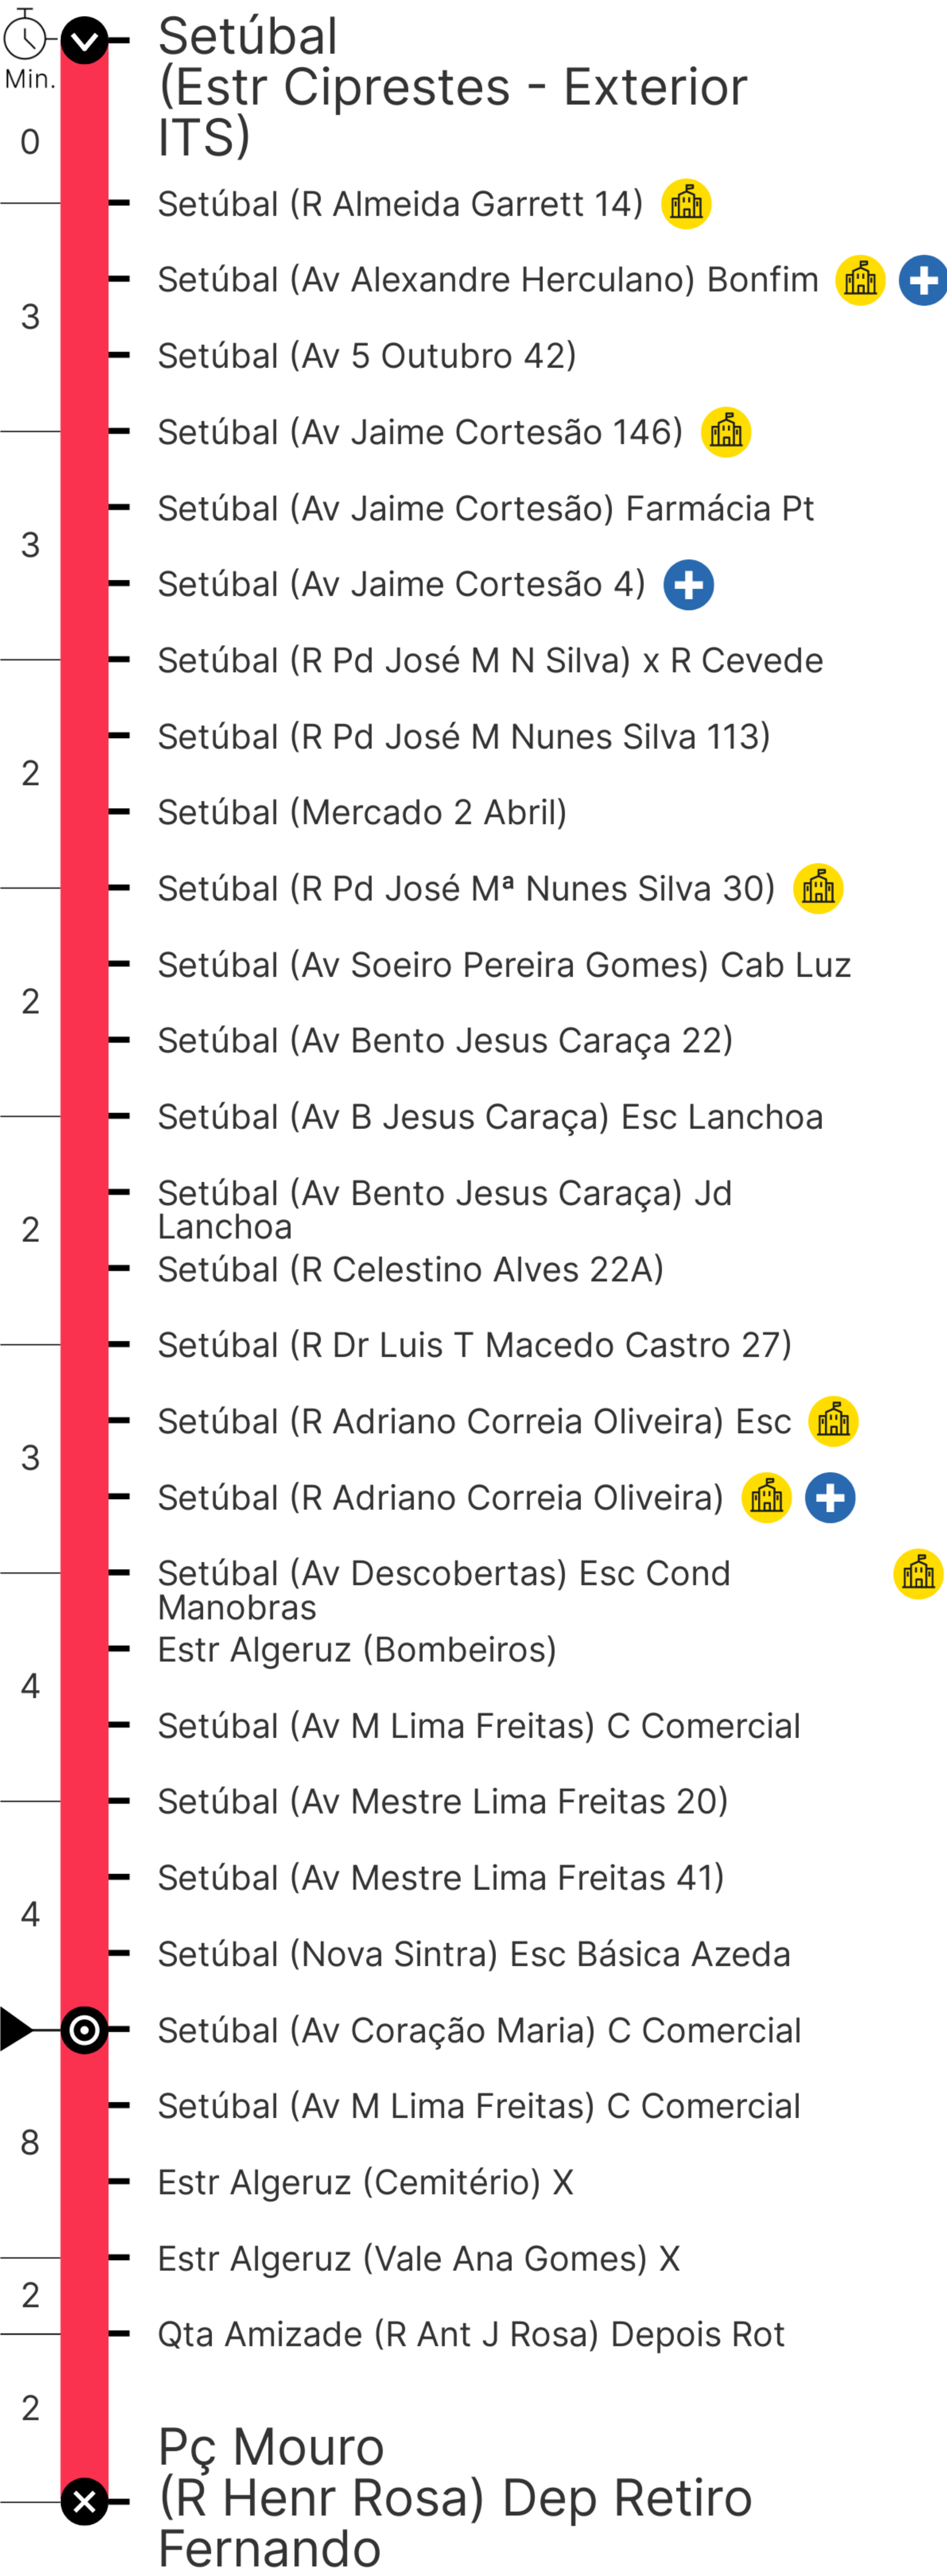 Setúbal
(Estr Ciprestes - Exterior
ITS)
Min.
0
Setúbal (R Almeida Garrett 14)
Setúbal (Av Alexandre Herculano) Bonfim
3
Setúbal (Av 5 Outubro 42)
Setúbal (Av Jaime Cortesão 146)
Setúbal (Av Jaime Cortesão) Farmácia Pt
3
Setúbal (Av Jaime Cortesão 4)
Setúbal (R Pd José M N Silva) x R Cevede
Setúbal (R Pd José M Nunes Silva 113)
2
Setúbal (Mercado 2 Abril)
Setúbal (R Pd José Mª Nunes Silva 30)
Setúbal (Av Soeiro Pereira Gomes) Cab Luz
2
Setúbal (Av Bento Jesus Caraça 22)
Setúbal (Av B Jesus Caraça) Esc Lanchoa
Setúbal (Av Bento Jesus Caraça) Jd
Lanchoa
2
Setúbal (R Celestino Alves 22A)
Setúbal (R Dr Luis T Macedo Castro 27)
Setúbal (R Adriano Correia Oliveira) Esc
3
Setúbal (R Adriano Correia Oliveira)
Setúbal (Av Descobertas) Esc Cond
Manobras
Estr Algeruz (Bombeiros)
4
Setúbal (Av M Lima Freitas) C Comercial
Setúbal (Av Mestre Lima Freitas 20)
Setúbal (Av Mestre Lima Freitas 41)
4
Setúbal (Nova Sintra) Esc Básica Azeda
Setúbal (Av Coração Maria) C Comercial
Setúbal (Av M Lima Freitas) C Comercial
8
Estr Algeruz (Cemitério) X
Estr Algeruz (Vale Ana Gomes) X
2
Qta Amizade (R Ant J Rosa) Depois Rot
2
Pç Mouro
(R Henr Rosa) Dep Retiro
Fernando